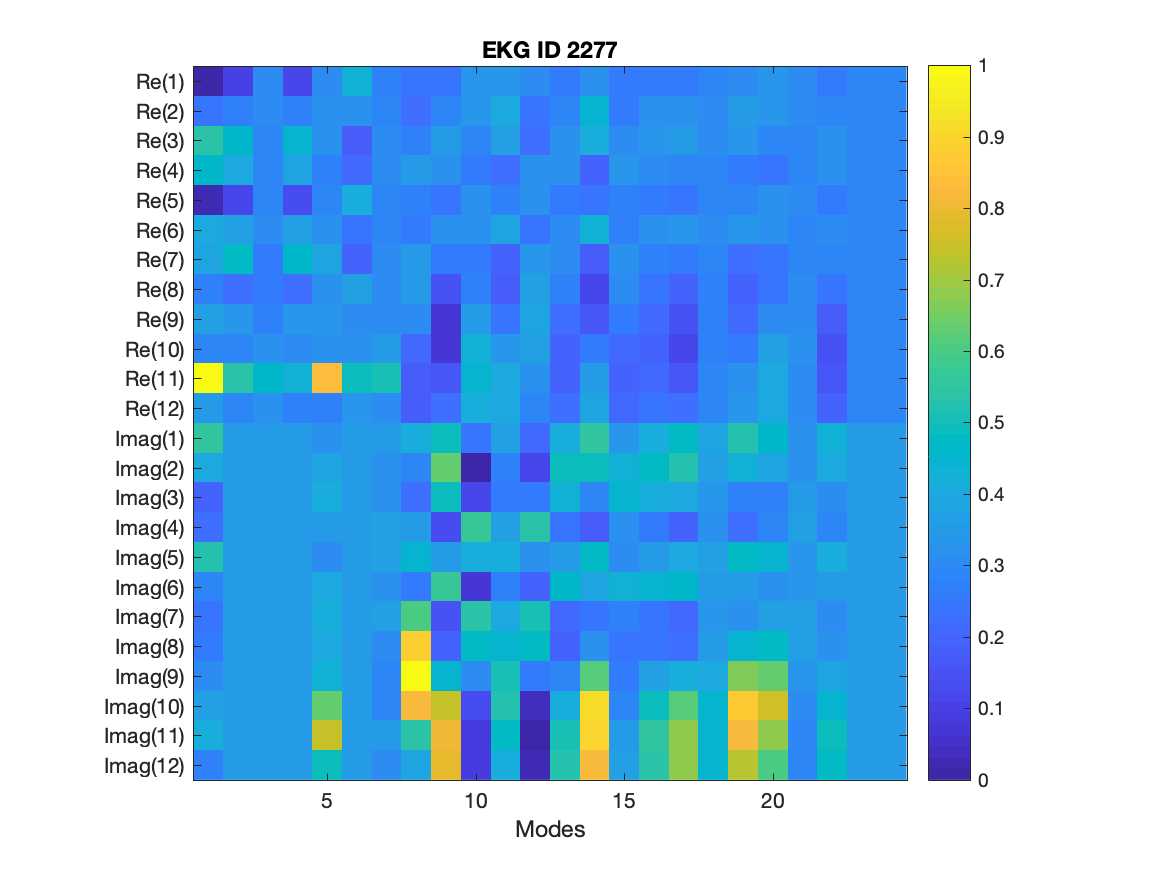 EKG ID 2277
Re(1)
Re(2)
Re(3)
Re(4)
Re(5)
Re(6)
Re(7)
Re(8)
Re(9)
Re(10)
Re(11)
Re(12)
Imag(1)
Imag(2)
Imag(3)
Imag(4)
Imag(5)
Imag(6)
Imag(7)
Imag(8)
Imag(9)
Imag(10)
Imag(11)
Imag(12)
5 10 15 20
Modes
1
0.9
0.8
0.7
0.6
0.5
0.4
0.3
0.2
0.1
0